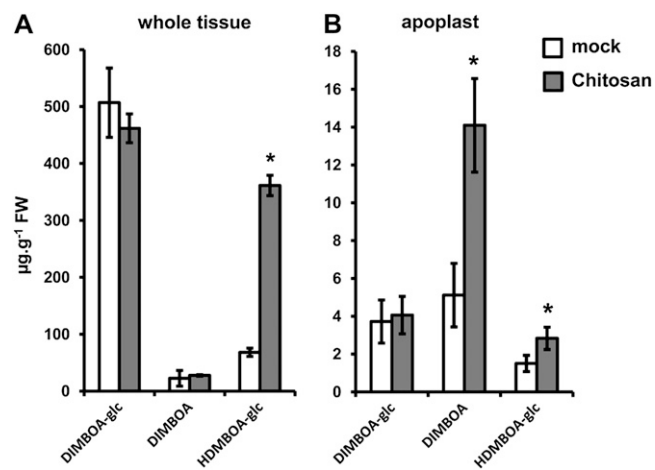 A whole tissue
B apoplast
mock
Chitosan
µg.g⁻¹ FW
600
500
400
300
200
100
0
*
DIMBOA-glc
DIMBOA
HDMBOA-glc
18
16
14
12
10
8
6
4
2
0
*
*
DIMBOA-glc
DIMBOA
HDMBOA-glc